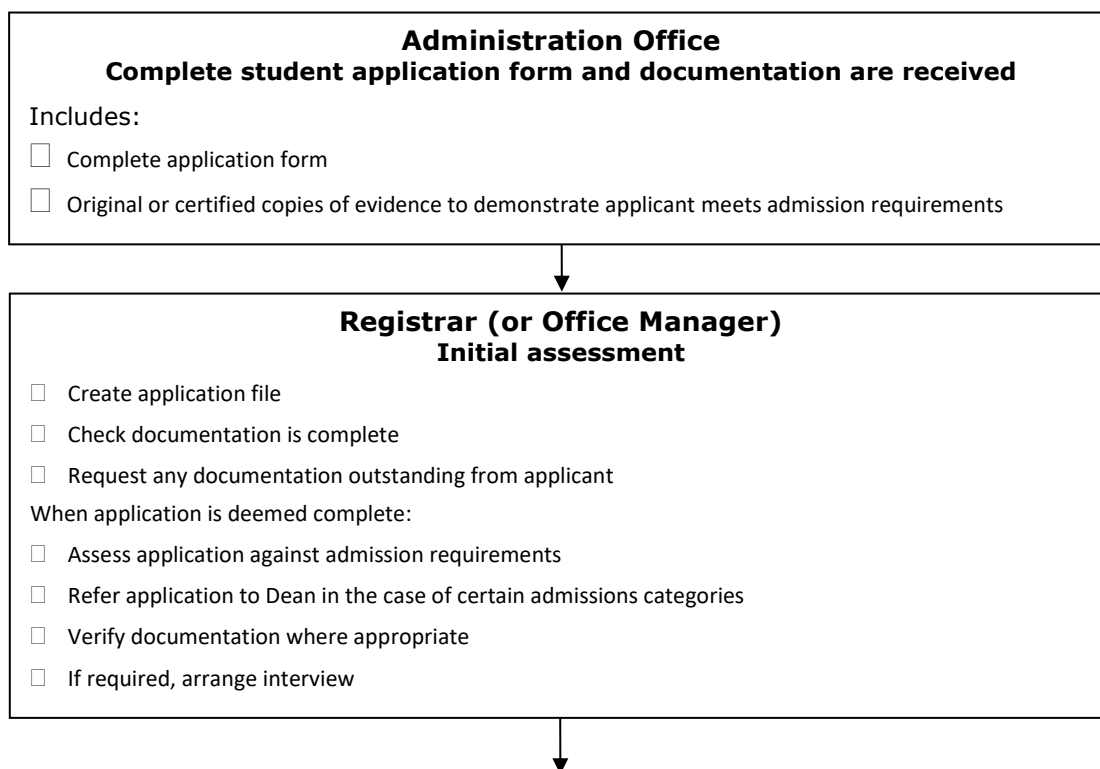 Administration Office
Complete student application form and documentation are received
Includes:
☐ Complete application form
☐ Original or certified copies of evidence to demonstrate applicant meets admission requirements
Registrar (or Office Manager)
Initial assessment
☐ Create application file
☐ Check documentation is complete
☐ Request any documentation outstanding from applicant
When application is deemed complete:
☐ Assess application against admission requirements
☐ Refer application to Dean in the case of certain admissions categories
☐ Verify documentation where appropriate
☐ If required, arrange interview